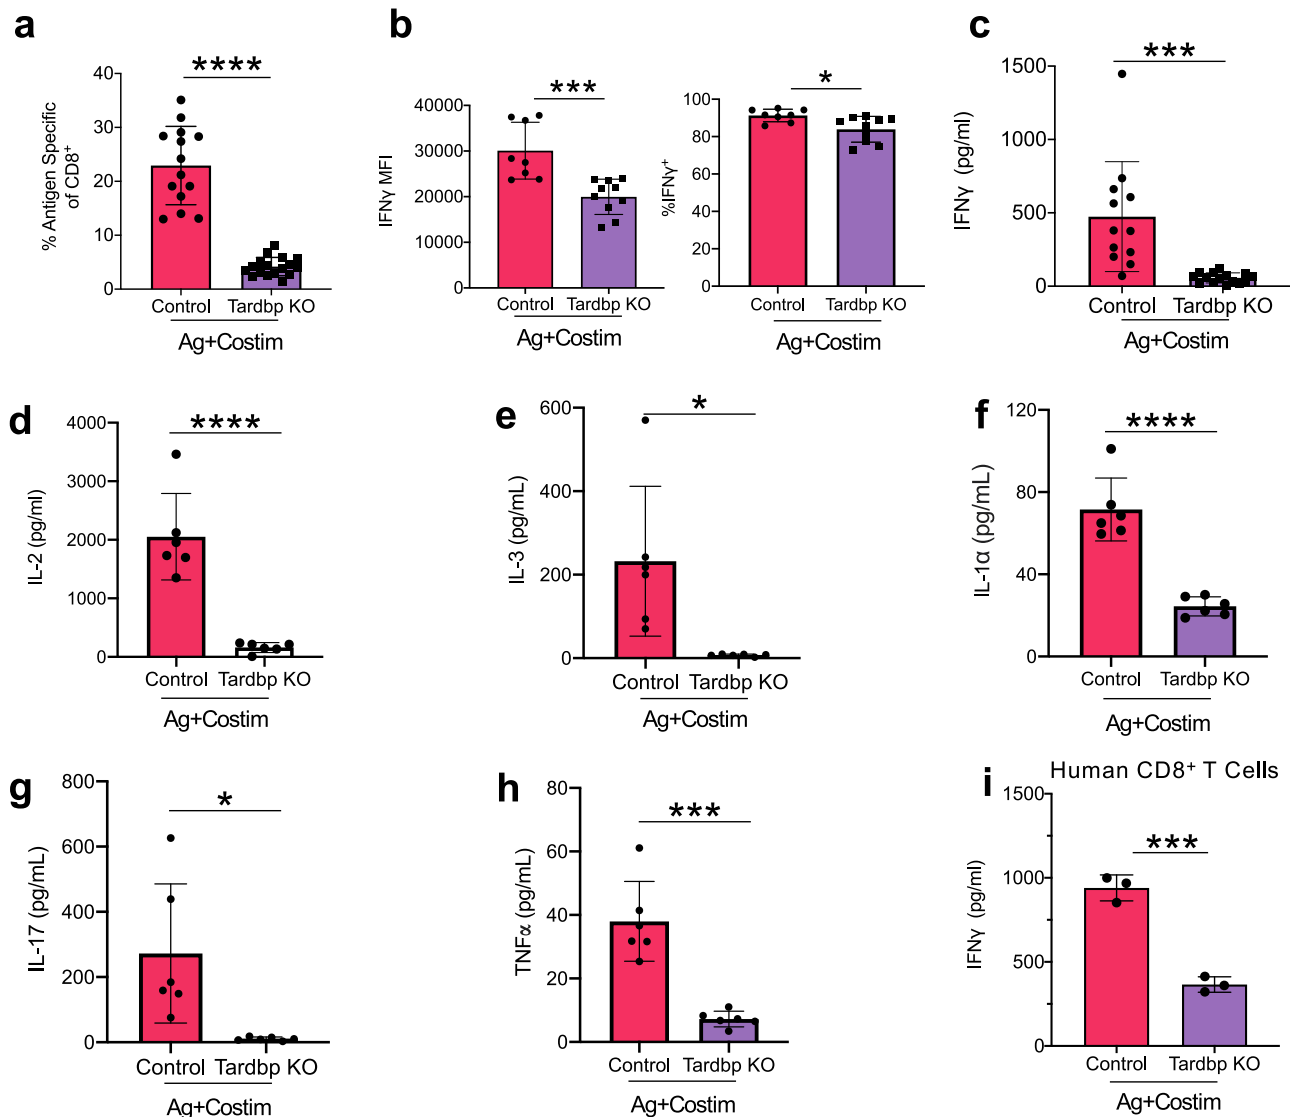 a
% Antigen Specific
of CD8⁺
40
30
20
10
0
****
Control
Tardbp KO
Ag+Costim
b
IFNγ MFI
40000
30000
20000
10000
0
***
Control
Tardbp KO
%IFNγ⁺
100
80
60
40
20
0
*
Control
Tardbp KO
Ag+Costim
c
IFNγ (pg/ml)
1500
1000
500
0
***
Control
Tardbp KO
Ag+Costim
d
IL-2 (pg/ml)
4000
3000
2000
1000
0
****
Control
Tardbp KO
Ag+Costim
e
IL-3 (pg/mL)
600
400
200
0
*
Control
Tardbp KO
Ag+Costim
f
IL-1α (pg/mL)
120
80
40
0
****
Control
Tardbp KO
Ag+Costim
g
IL-17 (pg/mL)
800
600
400
200
0
*
Control
Tardbp KO
Ag+Costim
h
TNFα (pg/mL)
80
60
40
20
0
***
Control
Tardbp KO
Ag+Costim
i
Human CD8⁺ T Cells
IFNγ (pg/ml)
1500
1000
500
0
***
Control
Tardbp KO
Ag+Costim